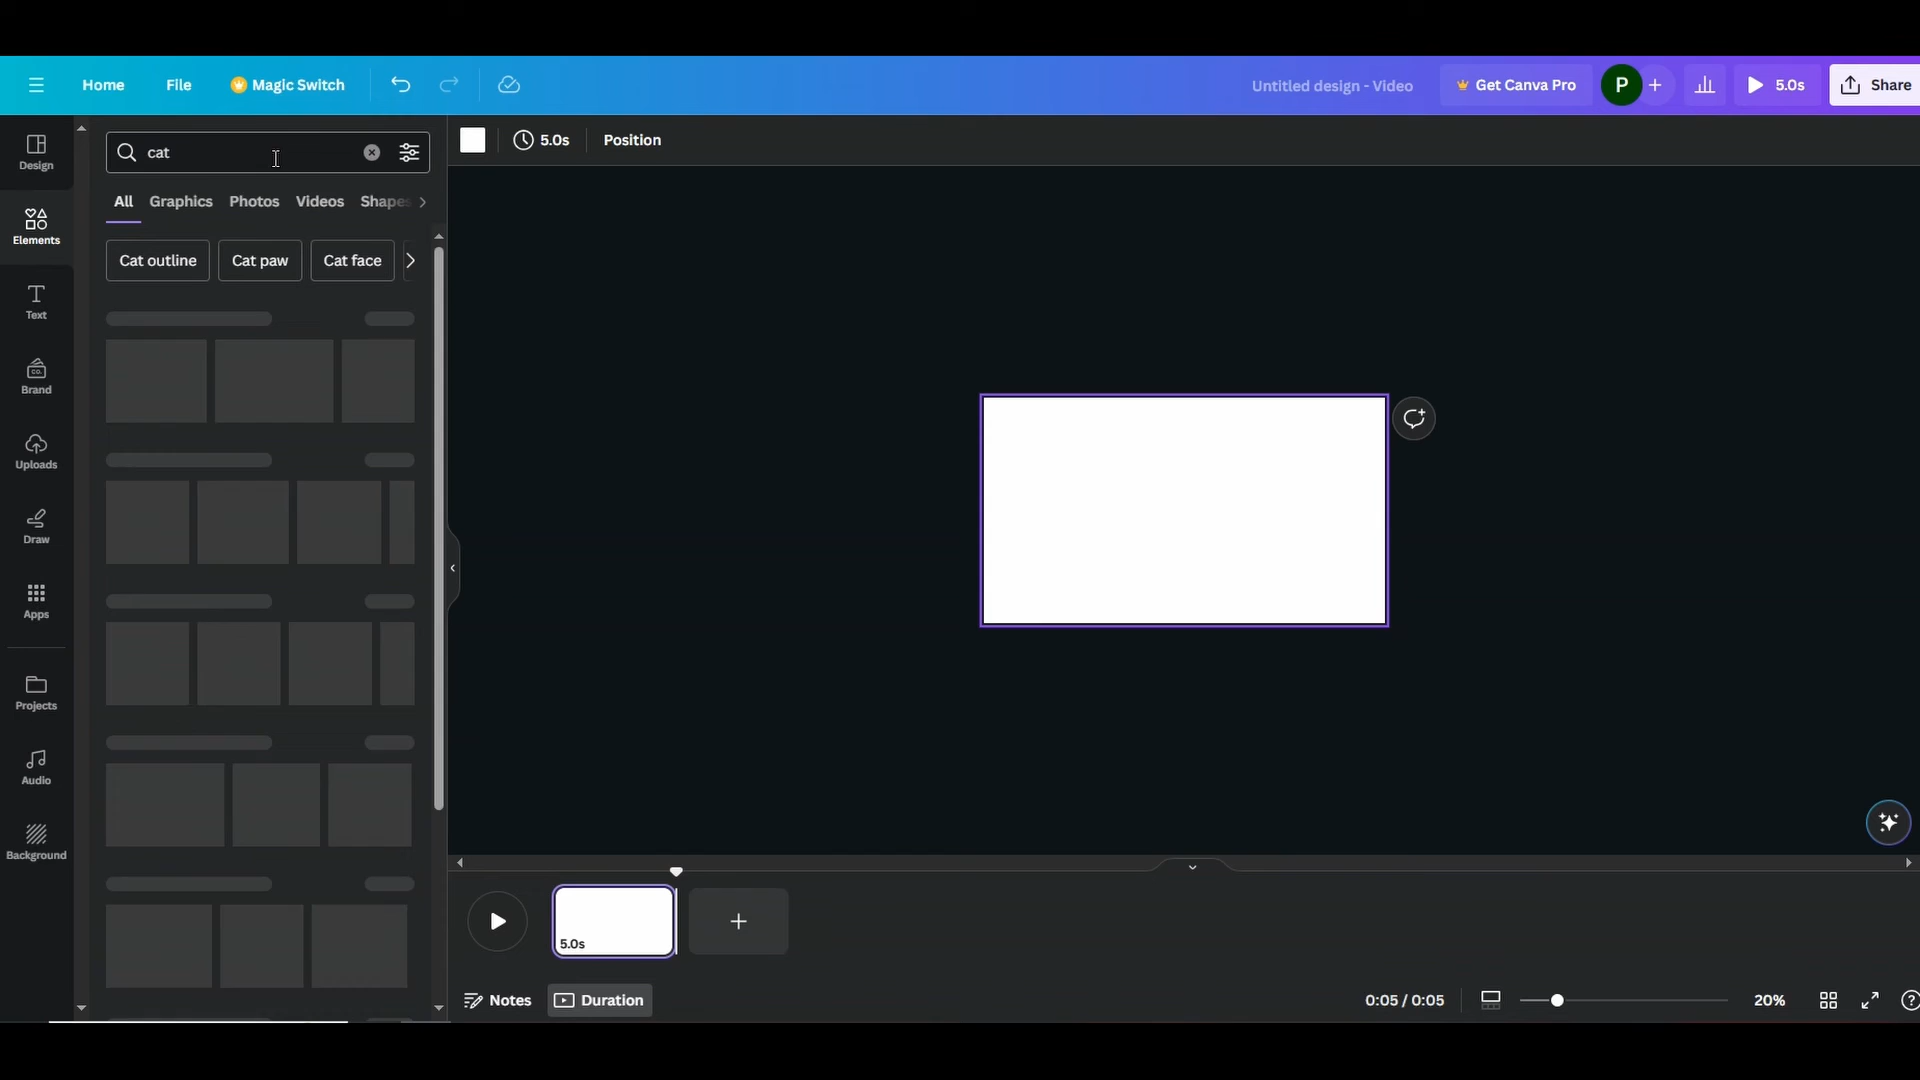 Home File Magic Switch Untitled design - Video Get Canva Pro P 5.0s Share
Design
Elements
Text
Brand
CO.
Uploads
Draw
Apps
Projects
Audio
Background
cat
All Graphics Photos Videos Shapes
Cat outline Cat paw Cat face
5.0s Position
5.0s
Notes Duration 0:05 / 0:05 20%